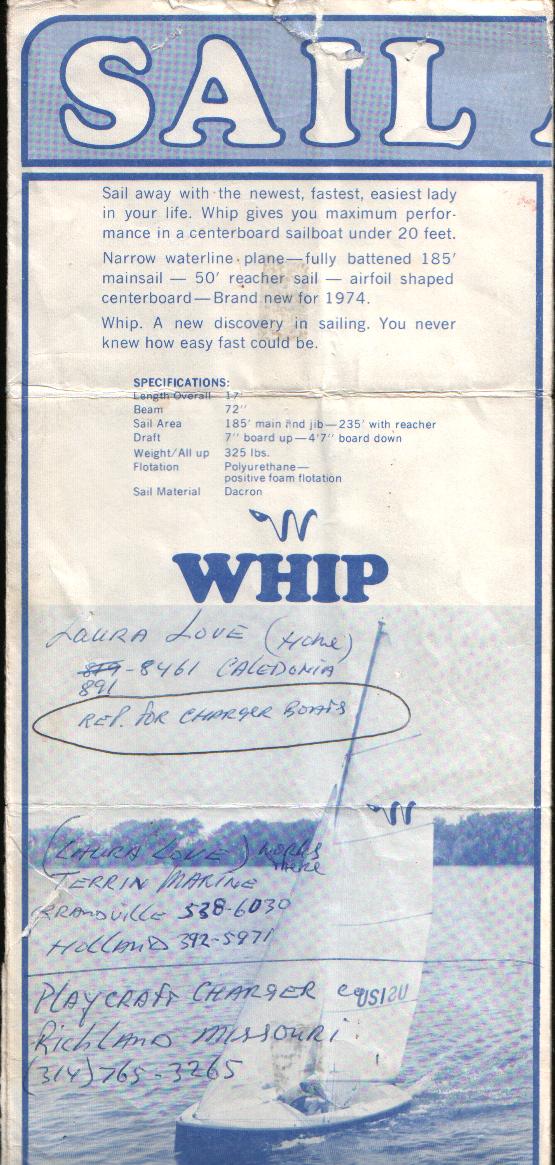 SAIL
Sail away with the newest, fastest, easiest lady
in your life. Whip gives you maximum perfor-
mance in a centerboard sailboat under 20 feet.
Narrow waterline plane—fully battened 185′
mainsail — 50′ reacher sail — airfoil shaped
centerboard—Brand new for 1974.
Whip. A new discovery in sailing. You never
knew how easy fast could be.
SPECIFICATIONS:
Length Overall 17′
Beam 72″
Sail Area 185′ main and jib—235′ with reacher
Draft 7″ board up—4′7″ board down
Weight/All up 325 lbs.
Flotation Polyurethane—
positive foam flotation
Sail Material Dacron
WHIP
LAURA LOVE (Home)
879-8461 CALEDONIA
891
REP. FOR CHARGER BOATS
(LAURA LOVE) WORKS
HERE
TERRIN MARINE
GRANDVILLE 538-6030
HOLLAND 392-5971
PLAYCRAFT CHARGER co
Richland MISSOURI
(314) 765-3265